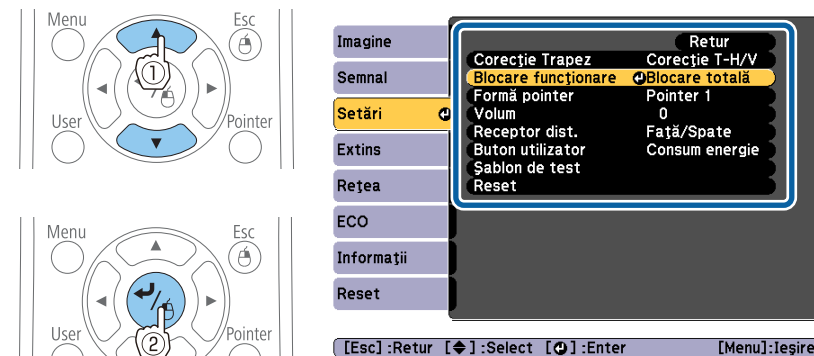 Menu
Esc
1
User
Pointer
Menu
Esc
User
Pointer
2
Imagine
Semnal
Setări
Extins
Reţea
ECO
Informaţii
Reset
Retur
Corecţie Trapez Corecţie T-H/V
Blocare funcţionare Blocare totală
Formă pointer Pointer 1
Volum 0
Receptor dist. Faţă/Spate
Buton utilizator Consum energie
Şablon de test
Reset
[Esc] :Retur [ ] :Select [ ] :Enter [Menu]:Ieşire